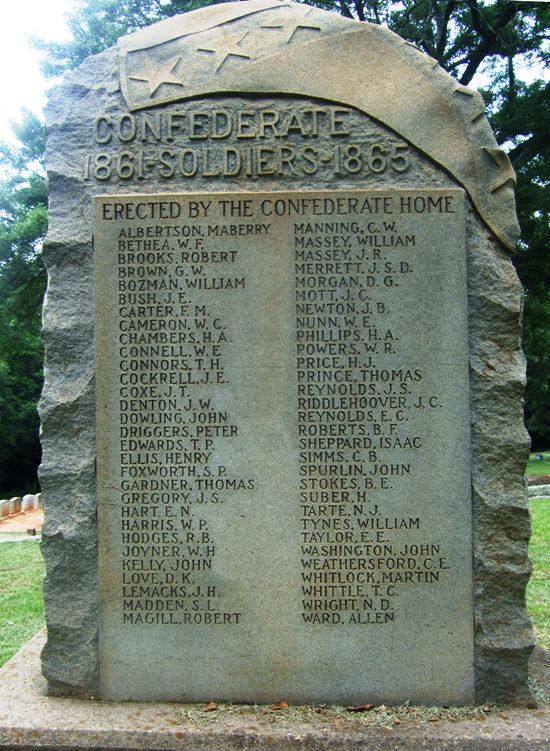 CONFEDERATE
1861-SOLDIERS-1865
ERECTED BY THE CONFEDERATE HOME
ALBERTSON, MABERRY
BETHEA, W.F.
BROOKS, ROBERT
BROWN, G.W.
BOZMAN, WILLIAM
BUSH, J.E.
CARTER, F.M.
CAMERON, W.C.
CHAMBERS, H.A.
CONNELL, W.E
CONNORS, T.H.
COCKRELL, J.E.
COXE, J.T.
DENTON, J.W.
DOWLING, JOHN
DRIGGERS, PETER
EDWARDS, T.P.
ELLIS, HENRY
FOXWORTH, S.P.
GARDNER, THOMAS
GREGORY, J.S.
HART, E.N.
HARRIS, W.P.
HODGES, R.B.
JOYNER, W.H
KELLY, JOHN
LOVE, D.K.
LEMACKS, J.H.
MADDEN, S.L
MAGILL, ROBERT
MANNING, C.W.
MASSEY, WILLIAM
MASSEY, J.R.
MERRETT, J.S.D.
MORGAN, D.G.
MOTT, J.C.
NEWTON, J.B.
NUNN, W.E.
PHILLIPS, H.A.
POWERS, W.R.
PRICE, H.J.
PRINCE, THOMAS
REYNOLDS, J.S.
RIDDLEHOOVER, J.C.
REYNOLDS, E.C.
ROBERTS, B.F.
SHEPPARD, ISAAC
SIMMS, C.B.
SPURLIN, JOHN
STOKES, B.E.
SUBER, H.
TARTE, N.J.
TYNES, WILLIAM
TAYLOR, E.E.
WASHINGTON, JOHN
WEATHERSFORD, C.E.
WHITLOCK, MARTIN
WHITTLE, T.C.
WRIGHT, N.D.
WARD, ALLEN